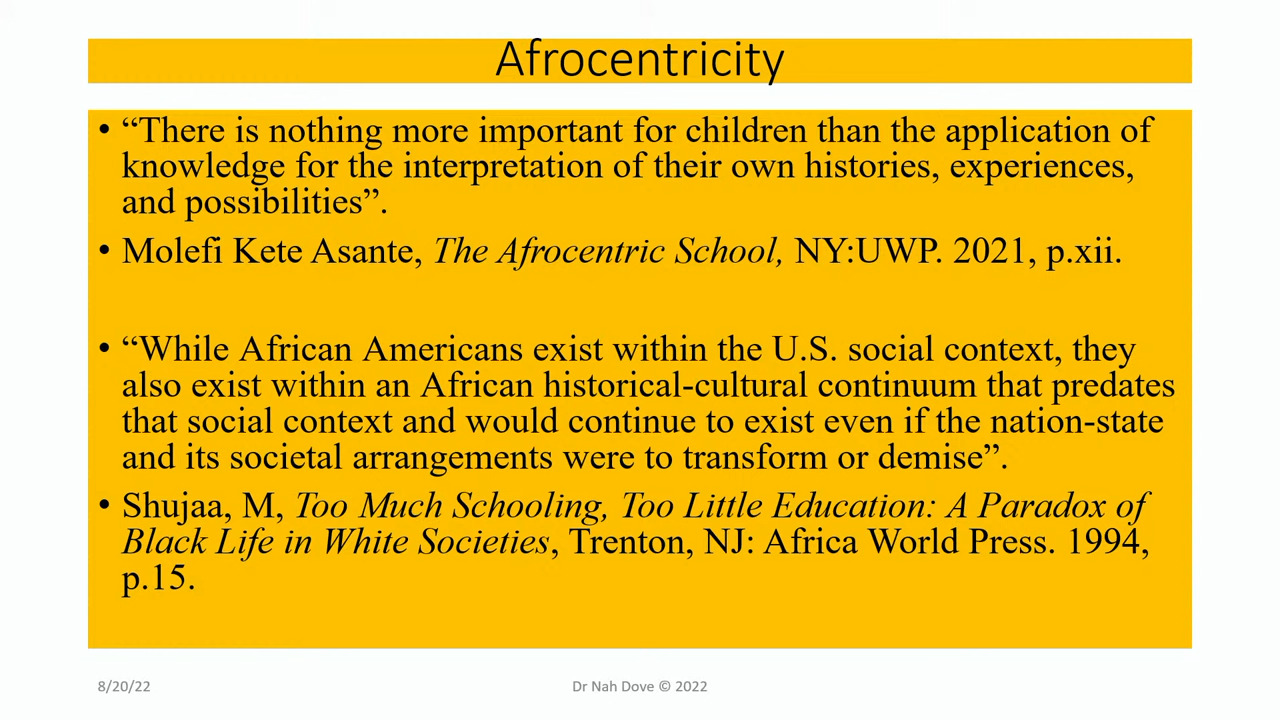 Afrocentricity
• “There is nothing more important for children than the application of
knowledge for the interpretation of their own histories, experiences,
and possibilities”.
• Molefi Kete Asante, The Afrocentric School, NY:UWP. 2021, p.xii.
• “While African Americans exist within the U.S. social context, they
also exist within an African historical-cultural continuum that predates
that social context and would continue to exist even if the nation-state
and its societal arrangements were to transform or demise”.
• Shujaa, M, Too Much Schooling, Too Little Education: A Paradox of
Black Life in White Societies, Trenton, NJ: Africa World Press. 1994,
p.15.
8/20/22
Dr Nah Dove © 2022